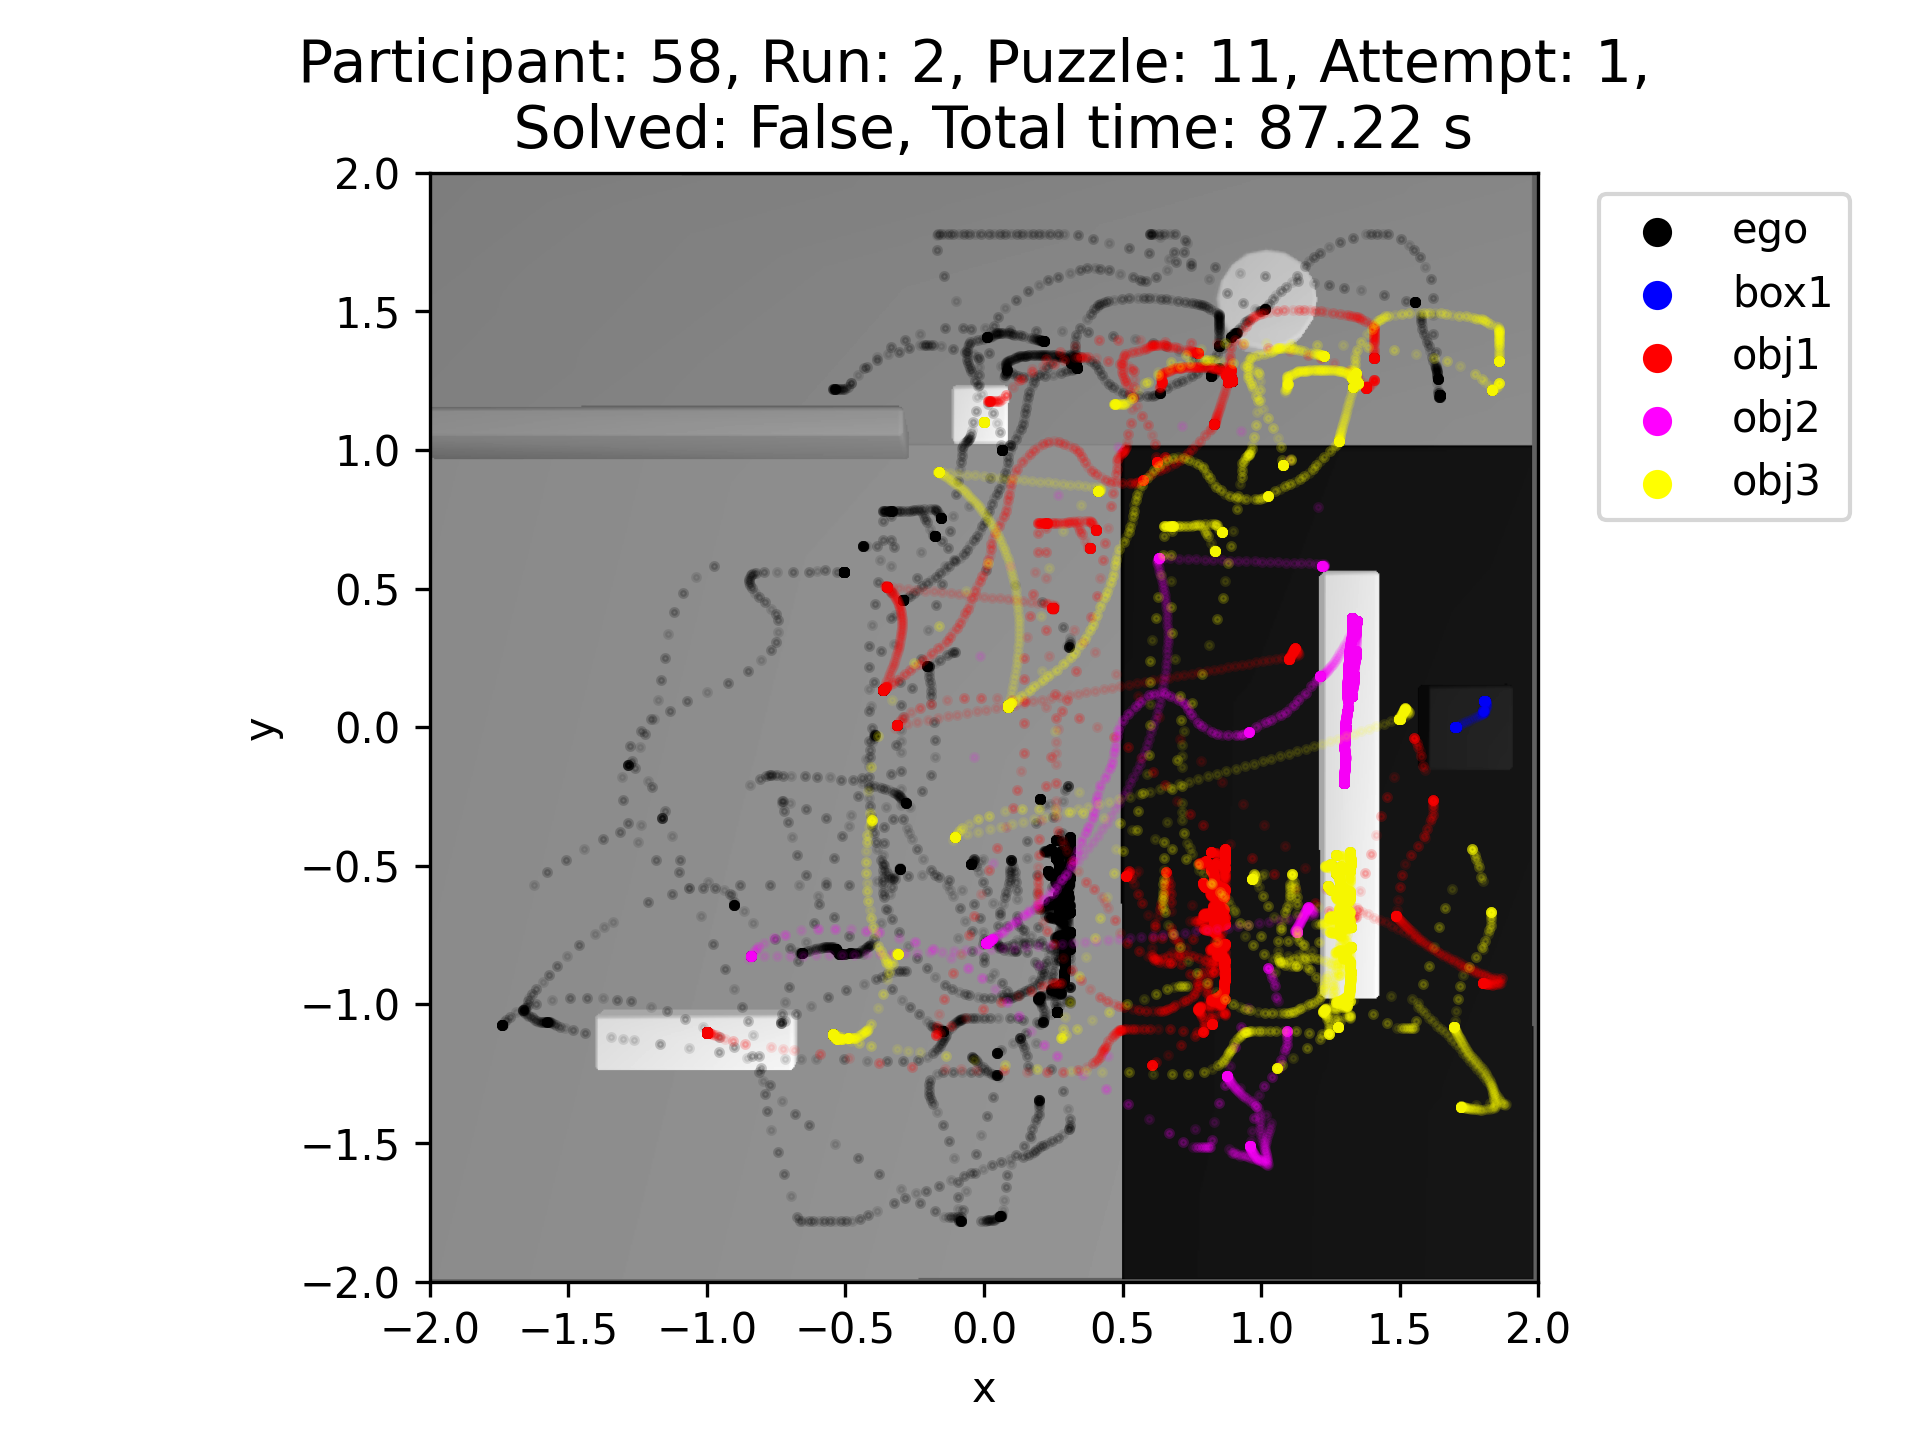 Participant: 58, Run: 2, Puzzle: 11, Attempt: 1,
Solved: False, Total time: 87.22 s
2.0
1.5
1.0
0.5
0.0
−0.5
−1.0
−1.5
−2.0
y
−2.0 −1.5 −1.0 −0.5 0.0 0.5 1.0 1.5 2.0
x
ego
box1
obj1
obj2
obj3